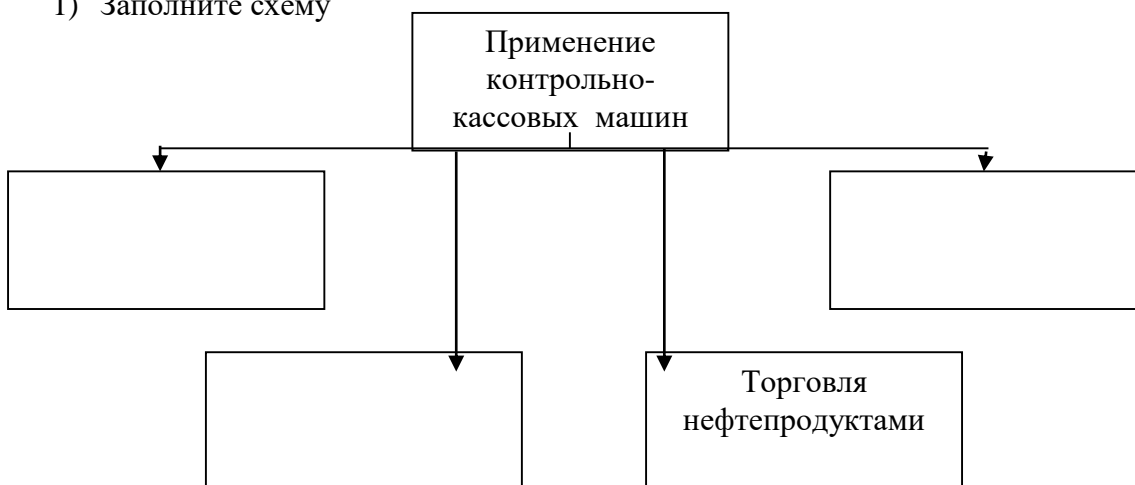 1) Заполните схему
Применение
контрольно-
кассовых машин
Торговля
нефтепродуктами